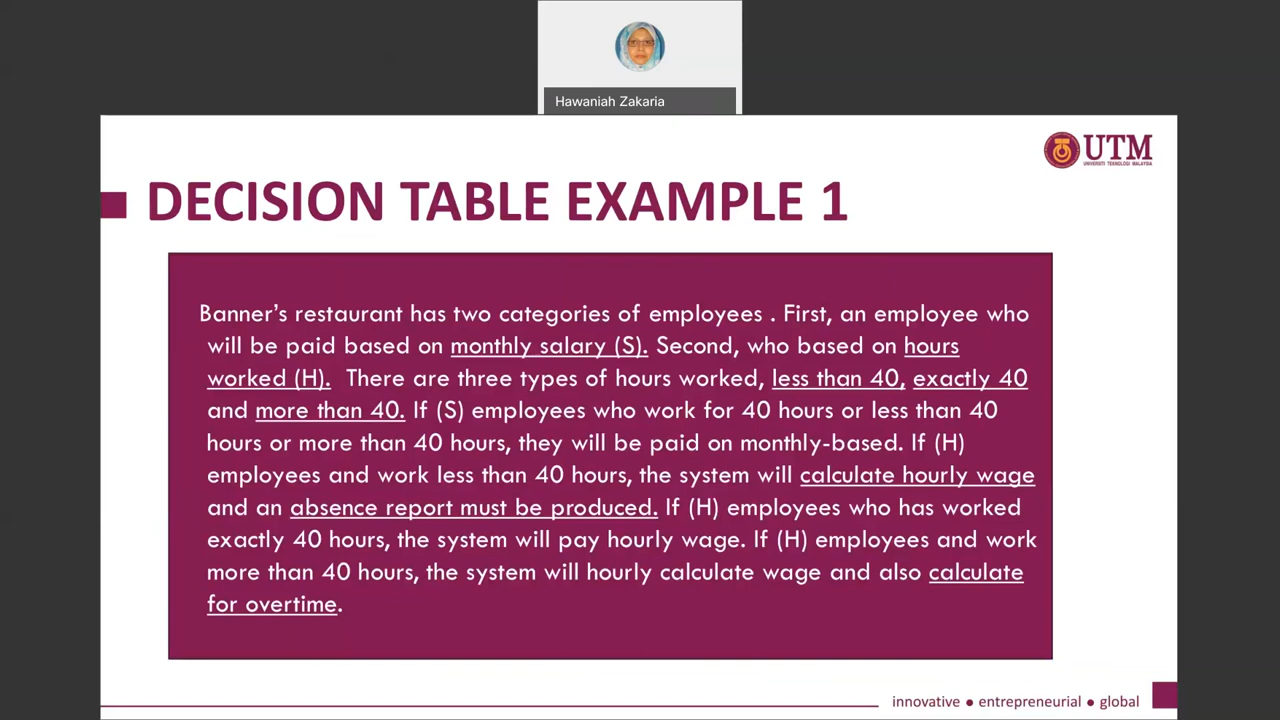 Hawaniah Zakaria
UTM
UNIVERSITI TEKNOLOGI MALAYSIA
DECISION TABLE EXAMPLE 1
Banner’s restaurant has two categories of employees . First, an employee who
will be paid based on monthly salary (S). Second, who based on hours
worked (H). There are three types of hours worked, less than 40, exactly 40
and more than 40. If (S) employees who work for 40 hours or less than 40
hours or more than 40 hours, they will be paid on monthly-based. If (H)
employees and work less than 40 hours, the system will calculate hourly wage
and an absence report must be produced. If (H) employees who has worked
exactly 40 hours, the system will pay hourly wage. If (H) employees and work
more than 40 hours, the system will hourly calculate wage and also calculate
for overtime.
innovative ● entrepreneurial ● global